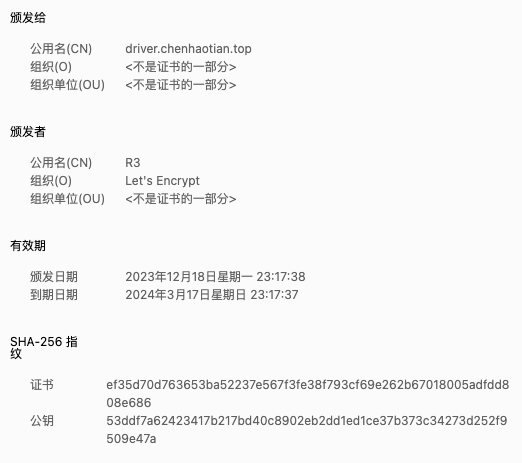 颁发给
公用名(CN) driver.chenhaotian.top
组织(O) <不是证书的一部分>
组织单位(OU) <不是证书的一部分>
颁发者
公用名(CN) R3
组织(O) Let's Encrypt
组织单位(OU) <不是证书的一部分>
有效期
颁发日期 2023年12月18日星期一 23:17:38
到期日期 2024年3月17日星期日 23:17:37
SHA-256 指
纹
证书 ef35d70d763653ba52237e567f3fe38f793cf69e262b67018005adfdd8
08e686
公钥 53ddf7a62423417b217bd40c8902eb2dd1ed1ce37b373c34273d252f9
509e47a